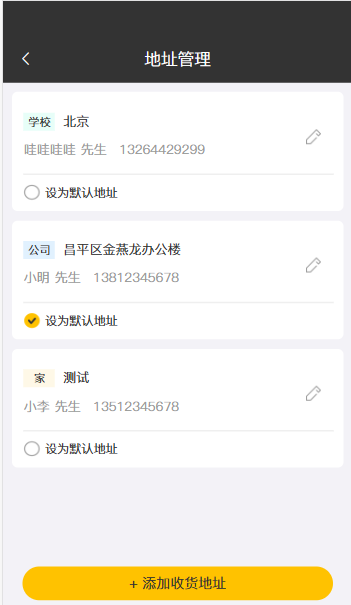 地址管理
学校 北京
哇哇哇哇 先生 13264429299
设为默认地址
公司 昌平区金燕龙办公楼
小明 先生 13812345678
设为默认地址
家 测试
小李 先生 13512345678
设为默认地址
+ 添加收货地址